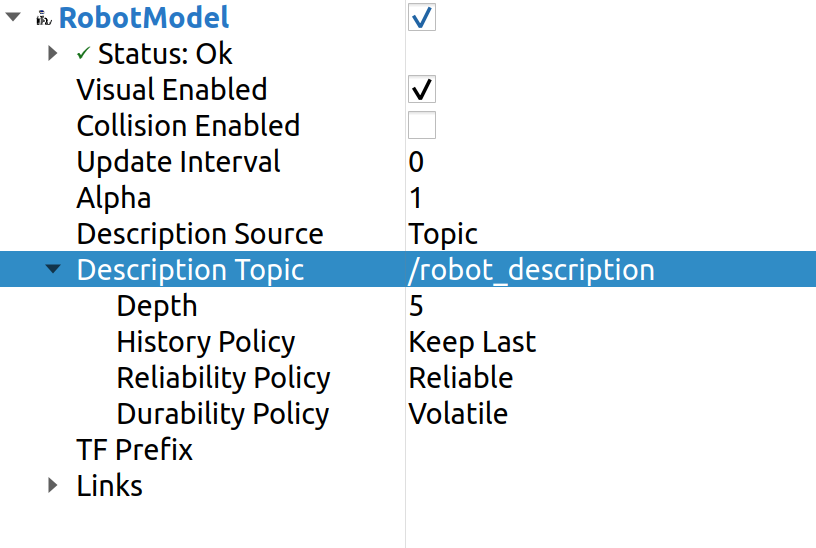 RobotModel
Status: Ok
Visual Enabled
Collision Enabled
Update Interval 0
Alpha 1
Description Source Topic
Description Topic /robot_description
Depth 5
History Policy Keep Last
Reliability Policy Reliable
Durability Policy Volatile
TF Prefix
Links